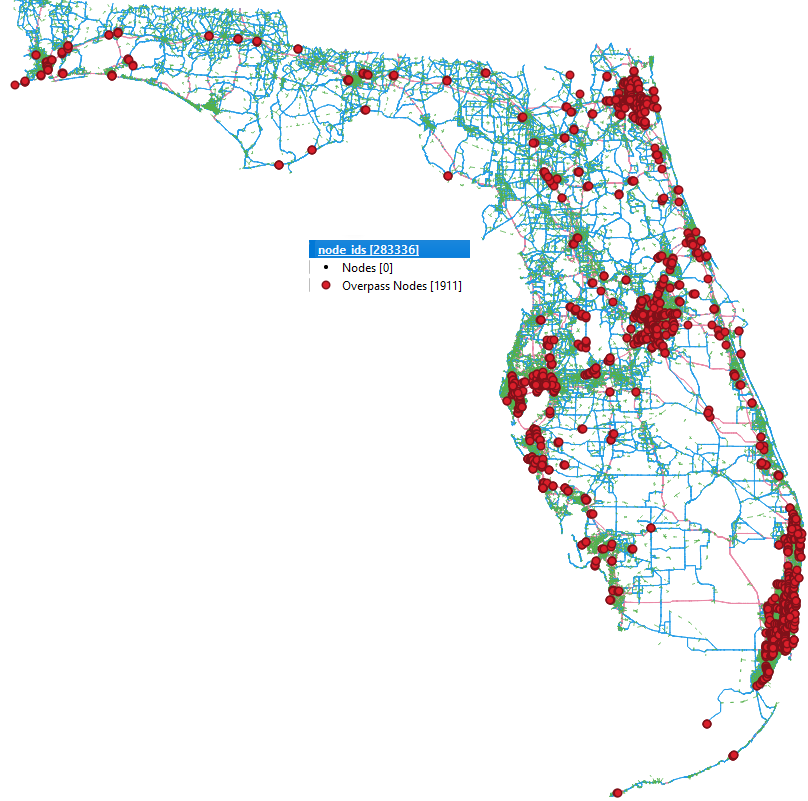 node_ids [283336]
Nodes [0]
Overpass Nodes [1911]